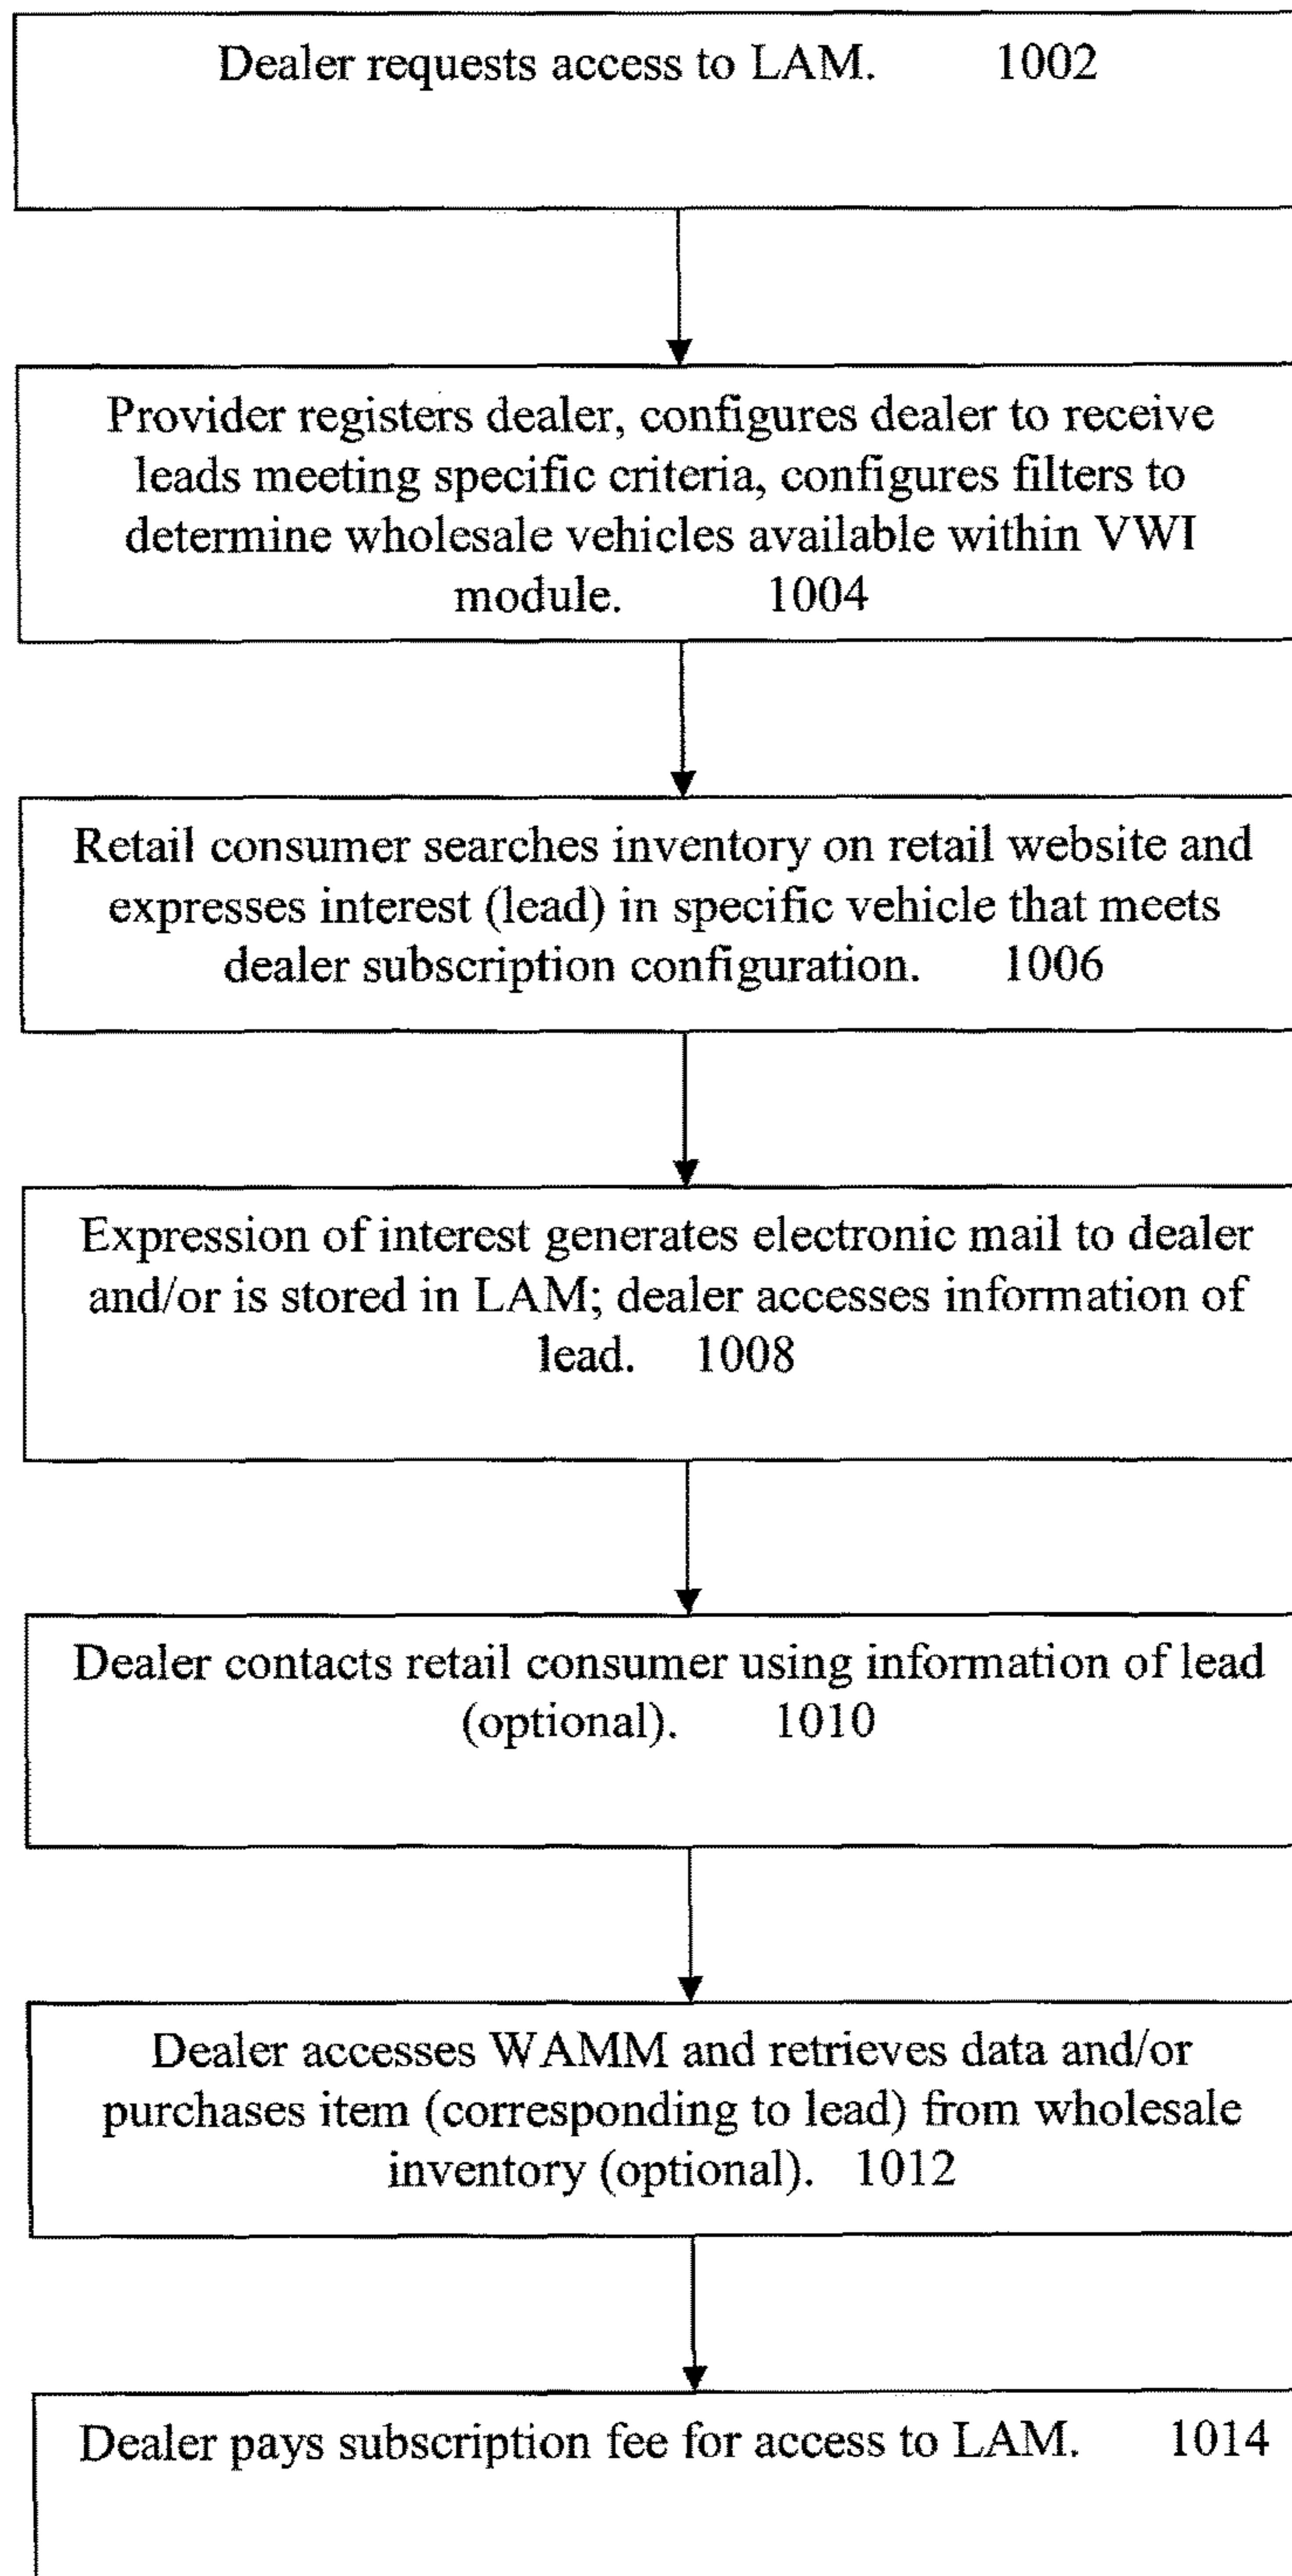 Dealer requests access to LAM. 1002
Provider registers dealer, configures dealer to receive
leads meeting specific criteria, configures filters to
determine wholesale vehicles available within VWI
module. 1004
Retail consumer searches inventory on retail website and
expresses interest (lead) in specific vehicle that meets
dealer subscription configuration. 1006
Expression of interest generates electronic mail to dealer
and/or is stored in LAM; dealer accesses information of
lead. 1008
Dealer contacts retail consumer using information of lead
(optional). 1010
Dealer accesses WAMM and retrieves data and/or
purchases item (corresponding to lead) from wholesale
inventory (optional). 1012
Dealer pays subscription fee for access to LAM. 1014